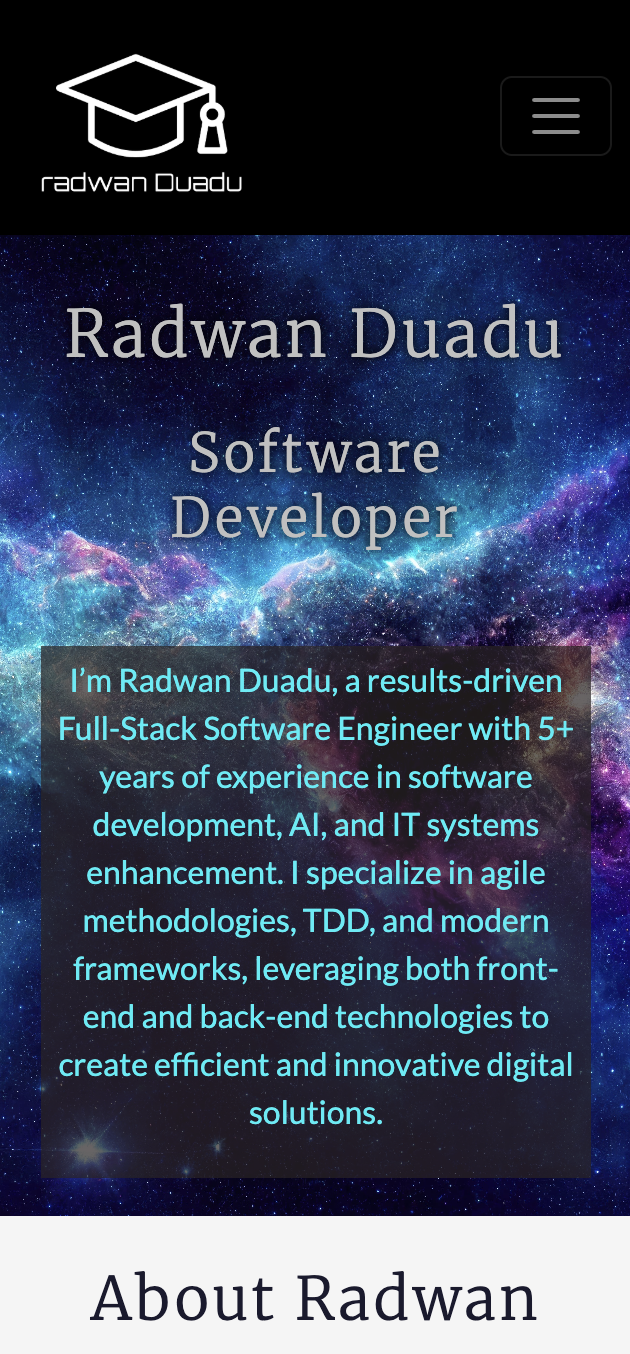 radwan Duadu
Radwan Duadu
Software
Developer
I’m Radwan Duadu, a results-driven
Full-Stack Software Engineer with 5+
years of experience in software
development, AI, and IT systems
enhancement. I specialize in agile
methodologies, TDD, and modern
frameworks, leveraging both front-
end and back-end technologies to
create efficient and innovative digital
solutions.
About Radwan